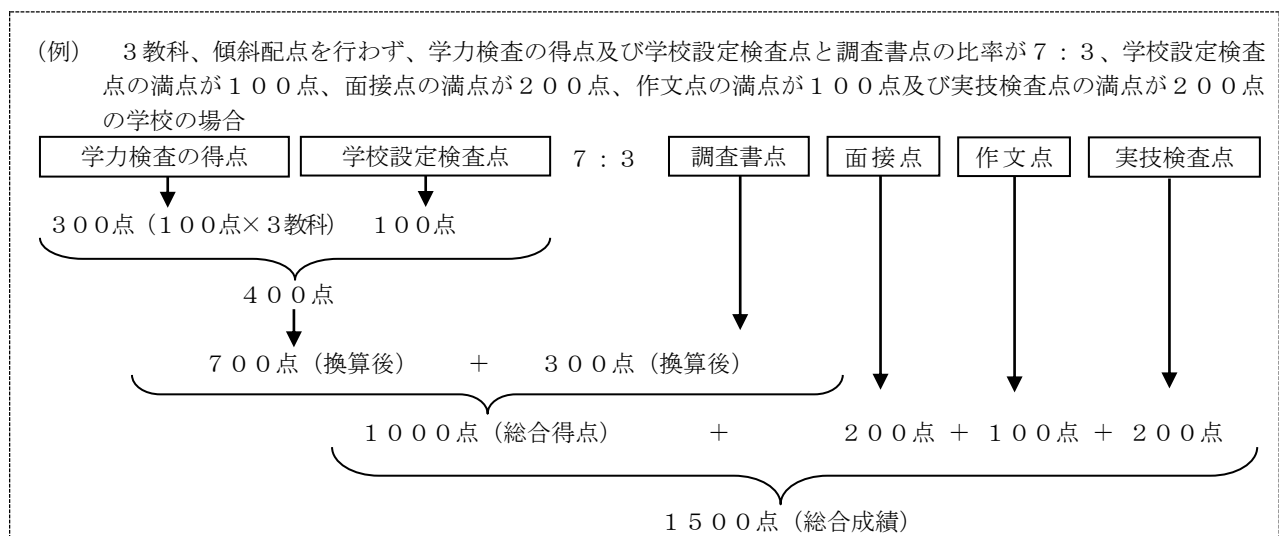 （例）　３教科、傾斜配点を行わず、学力検査の得点及び学校設定検査点と調査書点の比率が７：３、学校設定検査
点の満点が１００点、面接点の満点が２００点、作文点の満点が１００点及び実技検査点の満点が２００点
の学校の場合
学力検査の得点　学校設定検査点　７：３　調査書点　面接点　作文点　実技検査点
３００点（１００点×３教科）　１００点
４００点
７００点（換算後）　＋　３００点（換算後）
１０００点（総合得点）　＋　２００点 ＋ １００点 ＋ ２００点
１５００点（総合成績）